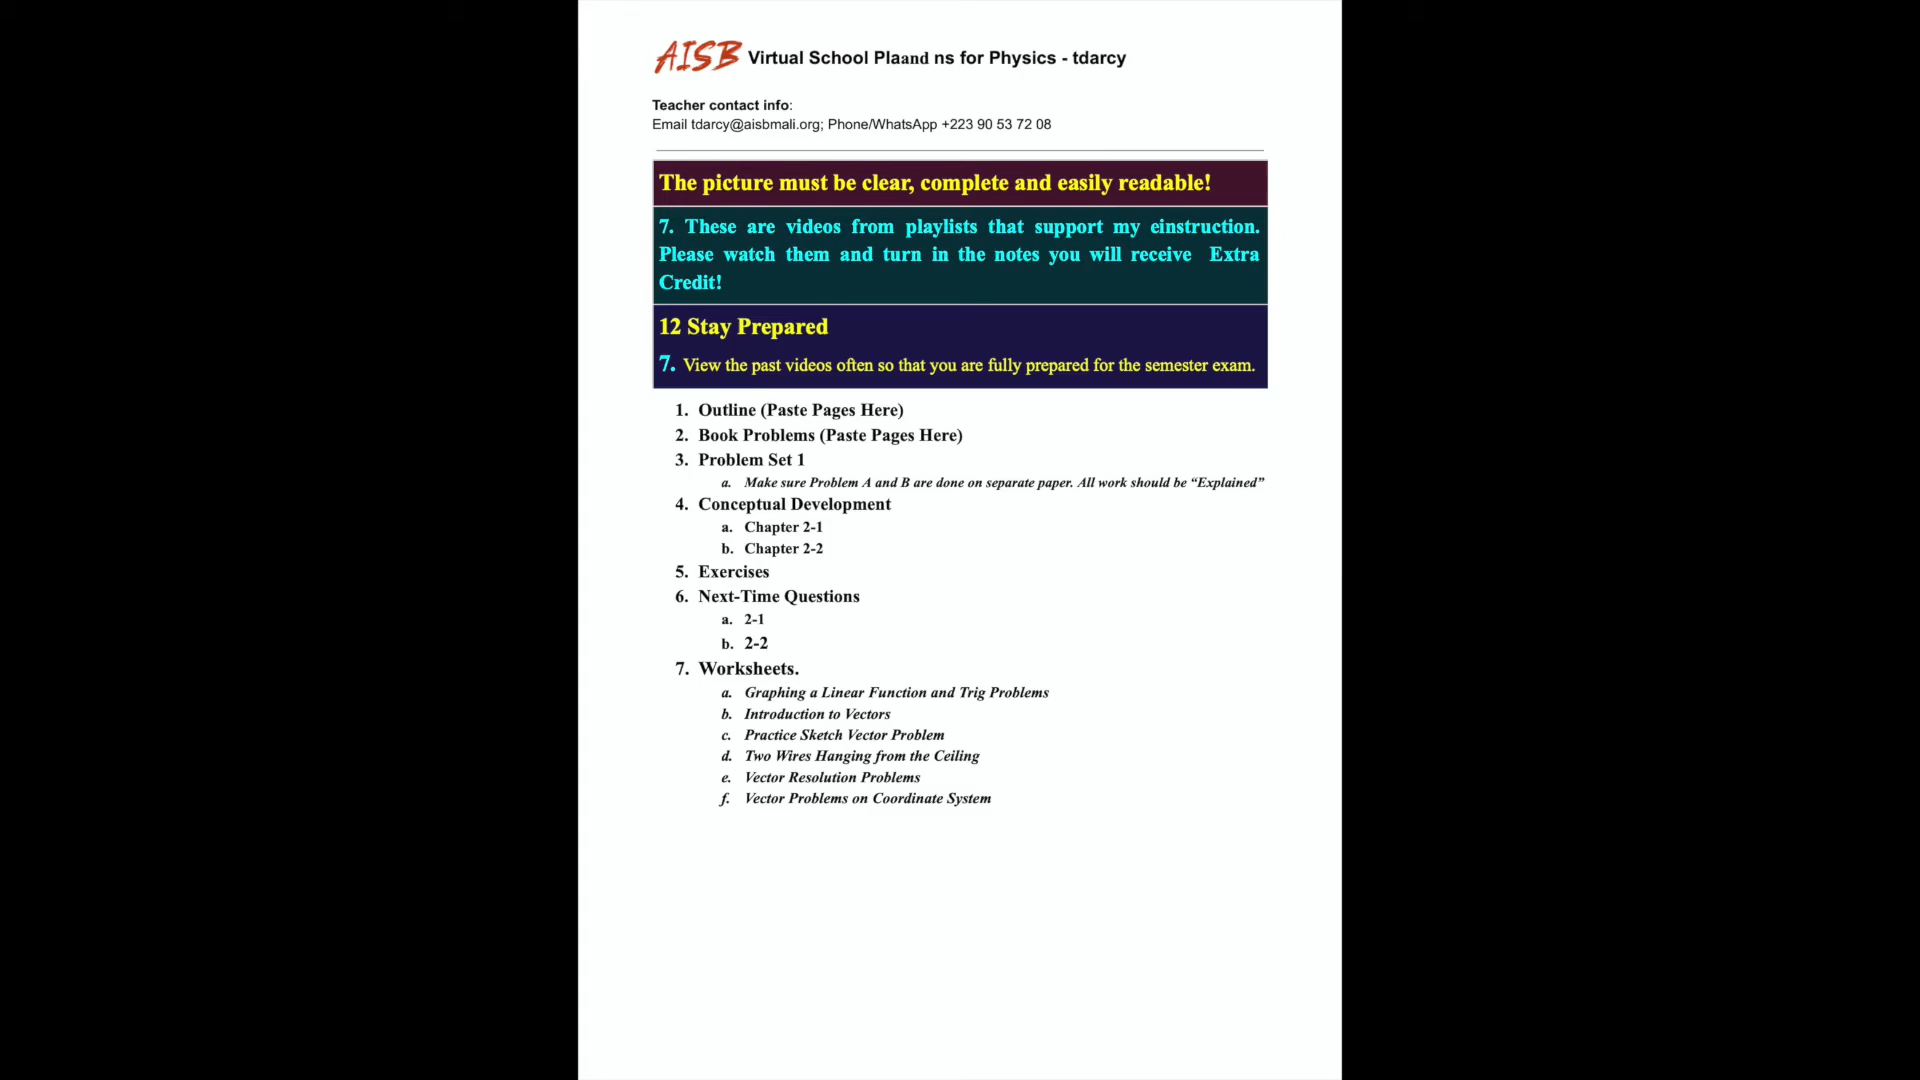 AISB Virtual School Plaand ns for Physics - tdarcy
Teacher contact info:
Email tdarcy@aisbmali.org; Phone/WhatsApp +223 90 53 72 08
The picture must be clear, complete and easily readable!
7. These are videos from playlists that support my einstruction.
Please watch them and turn in the notes you will receive Extra
Credit!
12 Stay Prepared
7. View the past videos often so that you are fully prepared for the semester exam.
1. Outline (Paste Pages Here)
2. Book Problems (Paste Pages Here)
3. Problem Set 1
a. Make sure Problem A and B are done on separate paper. All work should be “Explained”
4. Conceptual Development
a. Chapter 2-1
b. Chapter 2-2
5. Exercises
6. Next-Time Questions
a. 2-1
b. 2-2
7. Worksheets.
a. Graphing a Linear Function and Trig Problems
b. Introduction to Vectors
c. Practice Sketch Vector Problem
d. Two Wires Hanging from the Ceiling
e. Vector Resolution Problems
f. Vector Problems on Coordinate System